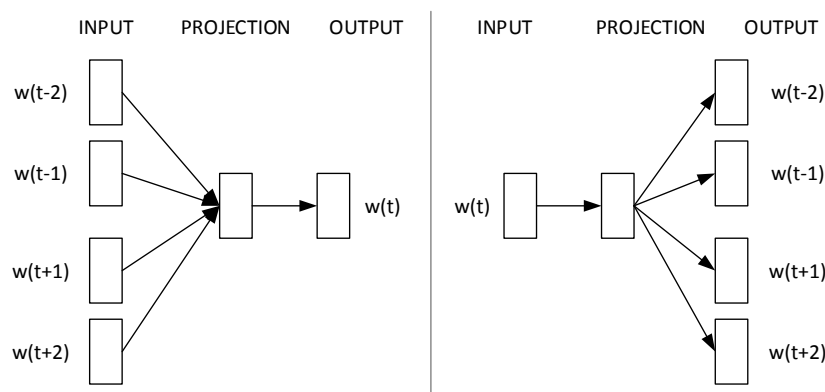 INPUT PROJECTION OUTPUT
w(t-2)
w(t-1)
w(t)
w(t+1)
w(t+2)
INPUT PROJECTION OUTPUT
w(t-2)
w(t-1)
w(t)
w(t+1)
w(t+2)